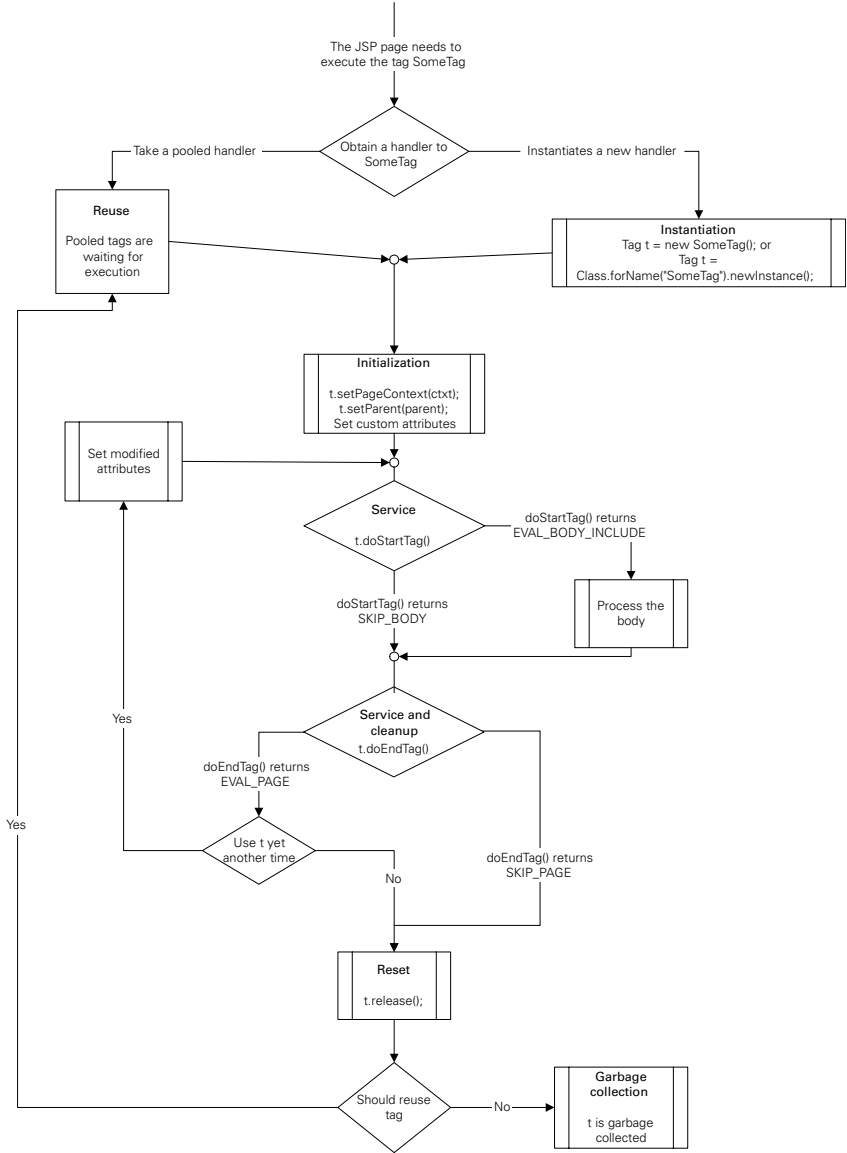 The JSP page needs to
execute the tag SomeTag
Obtain a handler to
SomeTag
Take a pooled handler
Instantiates a new handler
Reuse
Pooled tags are
waiting for
execution
Instantiation
Tag t = new SomeTag(); or
Tag t =
Class.forName("SomeTag").newInstance();
Initialization
t.setPageContext(ctxt);
t.setParent(parent);
Set custom attributes
Set modified
attributes
Service
t.doStartTag()
doStartTag() returns
EVAL_BODY_INCLUDE
Process the
body
doStartTag() returns
SKIP_BODY
Service and
cleanup
t.doEndTag()
Yes
doEndTag() returns
EVAL_PAGE
Yes
Use t yet
another time
No
doEndTag() returns
SKIP_PAGE
Reset
t.release();
Should reuse
tag
No
Garbage
collection
t is garbage
collected